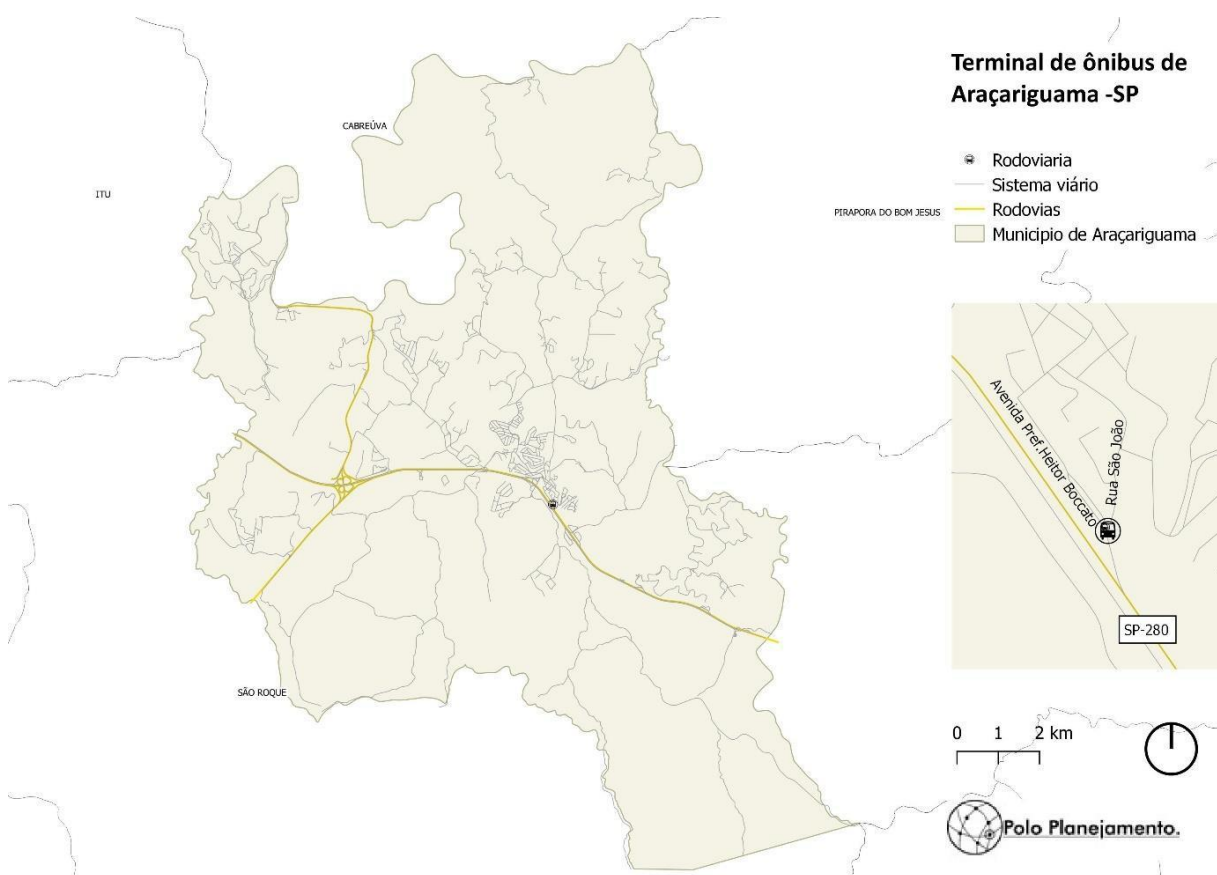 Terminal de ônibus de
Araçariguama -SP
Rodoviaria
Sistema viário
Rodovias
Municipio de Araçariguama
CABREÚVA
ITU
PIRAPORA DO BOM JESUS
SÃO ROQUE
Avenida Pref.Heitor Boccato
Rua São João
SP-280
0 1 2 km
Polo Planejamento.